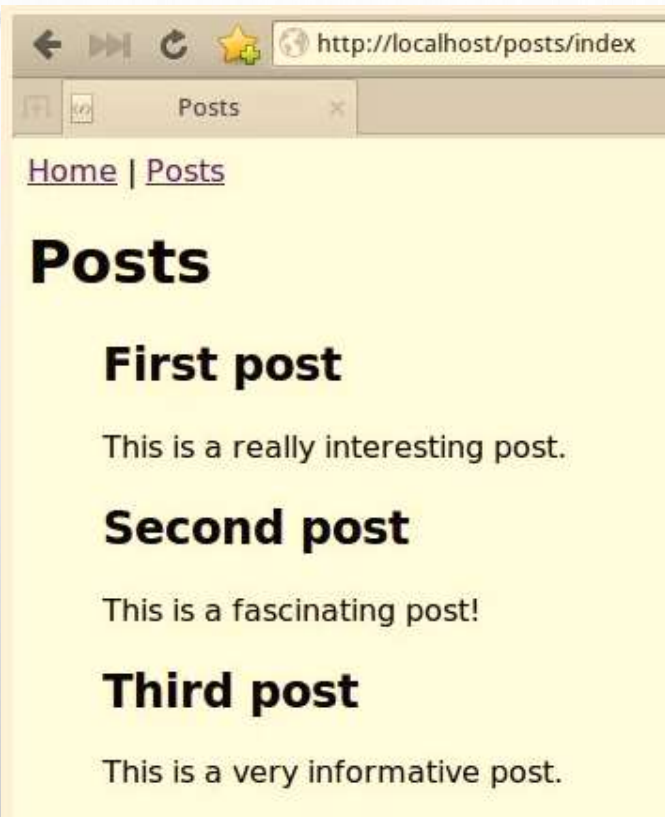 http://localhost/posts/index
Posts
Home | Posts
Posts
First post
This is a really interesting post.
Second post
This is a fascinating post!
Third post
This is a very informative post.